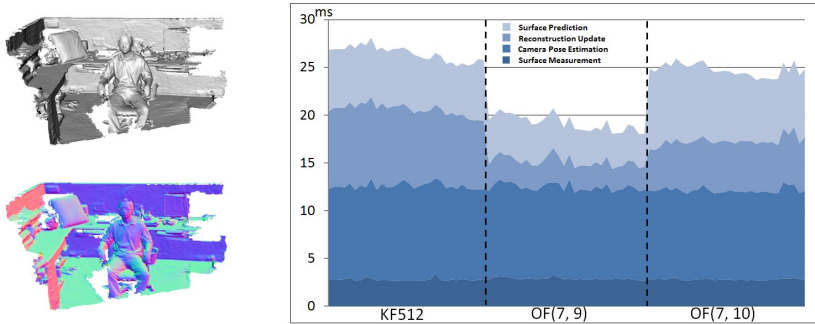 ms
30
Surface Prediction
Reconstruction Update
Camera Pose Estimation
Surface Measurement
25
20
15
10
5
0
KF512 OF(7, 9) OF(7, 10)